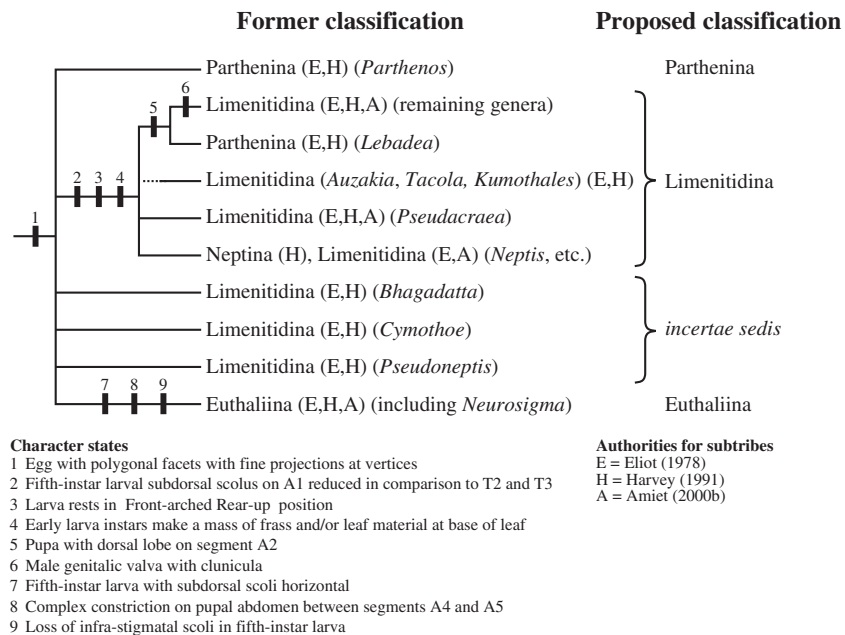 Former classification
Proposed classification
Parthenina (E,H) (Parthenos)
Parthenina
6
Limenitidina (E,H,A) (remaining genera)
5
Parthenina (E,H) (Lebadea)
2 3 4
Limenitidina (Auzakia, Tacola, Kumothales) (E,H)
Limenitidina
1
Limenitidina (E,H,A) (Pseudacraea)
Neptina (H), Limenitidina (E,A) (Neptis, etc.)
Limenitidina (E,H) (Bhagadatta)
Limenitidina (E,H) (Cymothoe)
incertae sedis
Limenitidina (E,H) (Pseudoneptis)
7 8 9
Euthaliina (E,H,A) (including Neurosigma)
Euthaliina
Character states
1 Egg with polygonal facets with fine projections at vertices
2 Fifth-instar larval subdorsal scolus on A1 reduced in comparison to T2 and T3
3 Larva rests in Front-arched Rear-up position
4 Early larva instars make a mass of frass and/or leaf material at base of leaf
5 Pupa with dorsal lobe on segment A2
6 Male genitalic valva with clunicula
7 Fifth-instar larva with subdorsal scoli horizontal
8 Complex constriction on pupal abdomen between segments A4 and A5
9 Loss of infra-stigmatal scoli in fifth-instar larva
Authorities for subtribes
E = Eliot (1978)
H = Harvey (1991)
A = Amiet (2000b)